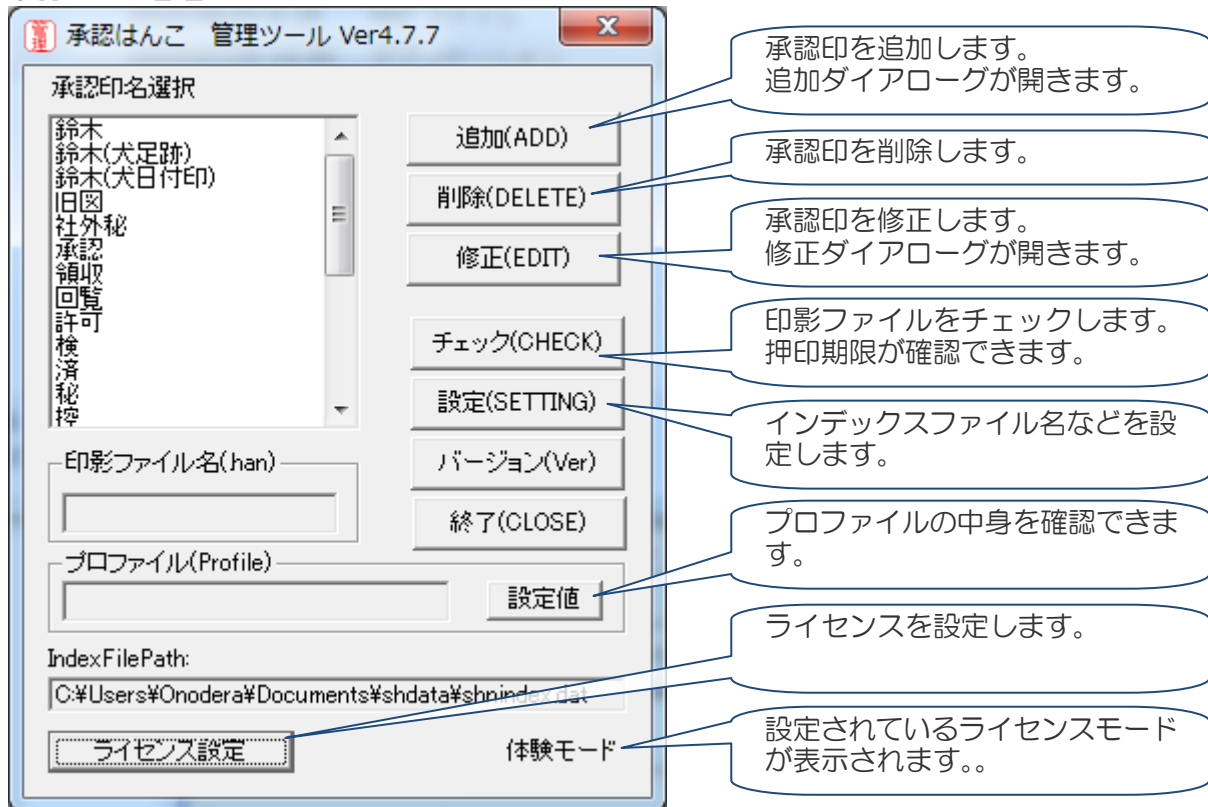 承認はんこ　管理ツール Ver4.7.7
承認印名選択
鈴木
鈴木(犬足跡)
鈴木(犬日付印)
旧図
社外秘
承認
領収
回覧
許可
検
済
秘
控
追加(ADD)
削除(DELETE)
修正(EDIT)
チェック(CHECK)
設定(SETTING)
バージョン(Ver)
終了(CLOSE)
印影ファイル名(han)
プロファイル(Profile)
設定値
IndexFilePath:
C:¥Users¥Onodera¥Documents¥shdata¥shnindex.dat
ライセンス設定
体験モード
承認印を追加します。
追加ダイアローグが開きます。
承認印を削除します。
承認印を修正します。
修正ダイアローグが開きます。
印影ファイルをチェックします。
押印期限が確認できます。
インデックスファイル名などを設
定します。
プロファイルの中身を確認できま
す。
ライセンスを設定します。
設定されているライセンスモード
が表示されます。。